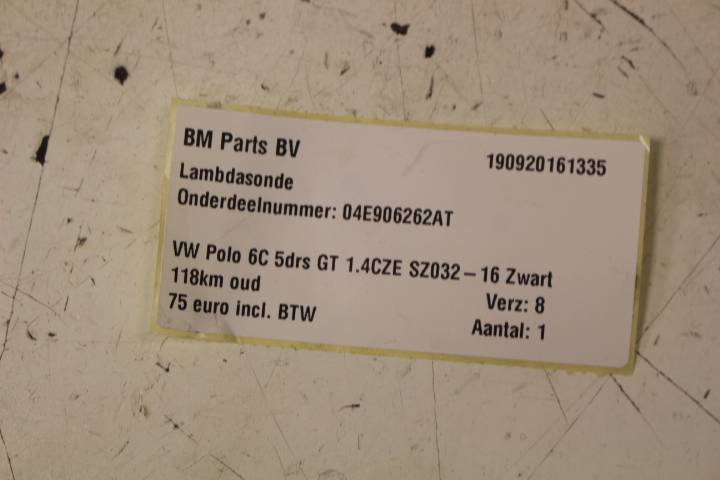 BM Parts BV
190920161335
Lambdasonde
Onderdeelnummer: 04E906262AT
VW Polo 6C 5drs GT 1.4CZE SZ032-16 Zwart
118km oud
Verz: 8
75 euro incl. BTW
Aantal: 1